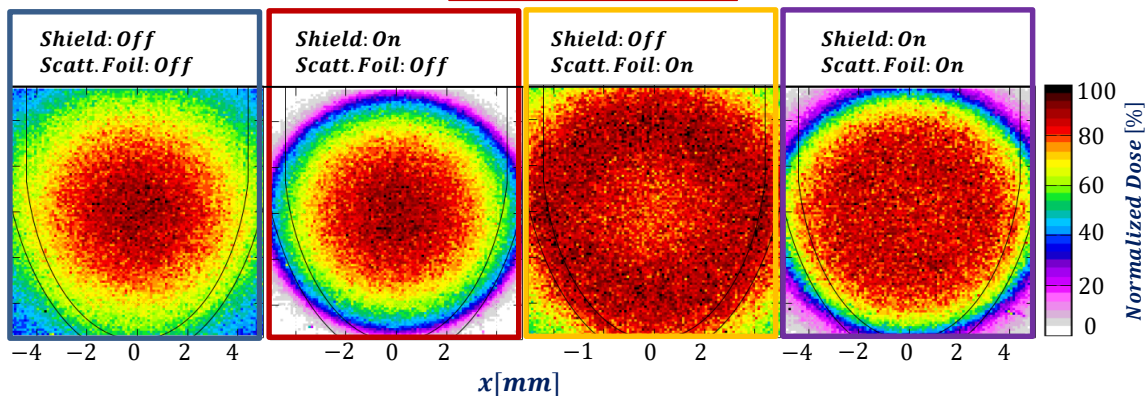 Shield: Off
Scatt. Foil: Off
Shield: On
Scatt. Foil: Off
Shield: Off
Scatt. Foil: On
Shield: On
Scatt. Foil: On
100
80
60
40
20
0
Normalized Dose [%]
−4 −2 0 2 4
−2 0 2
−1 0 2
−4 −2 0 2 4
x[mm]